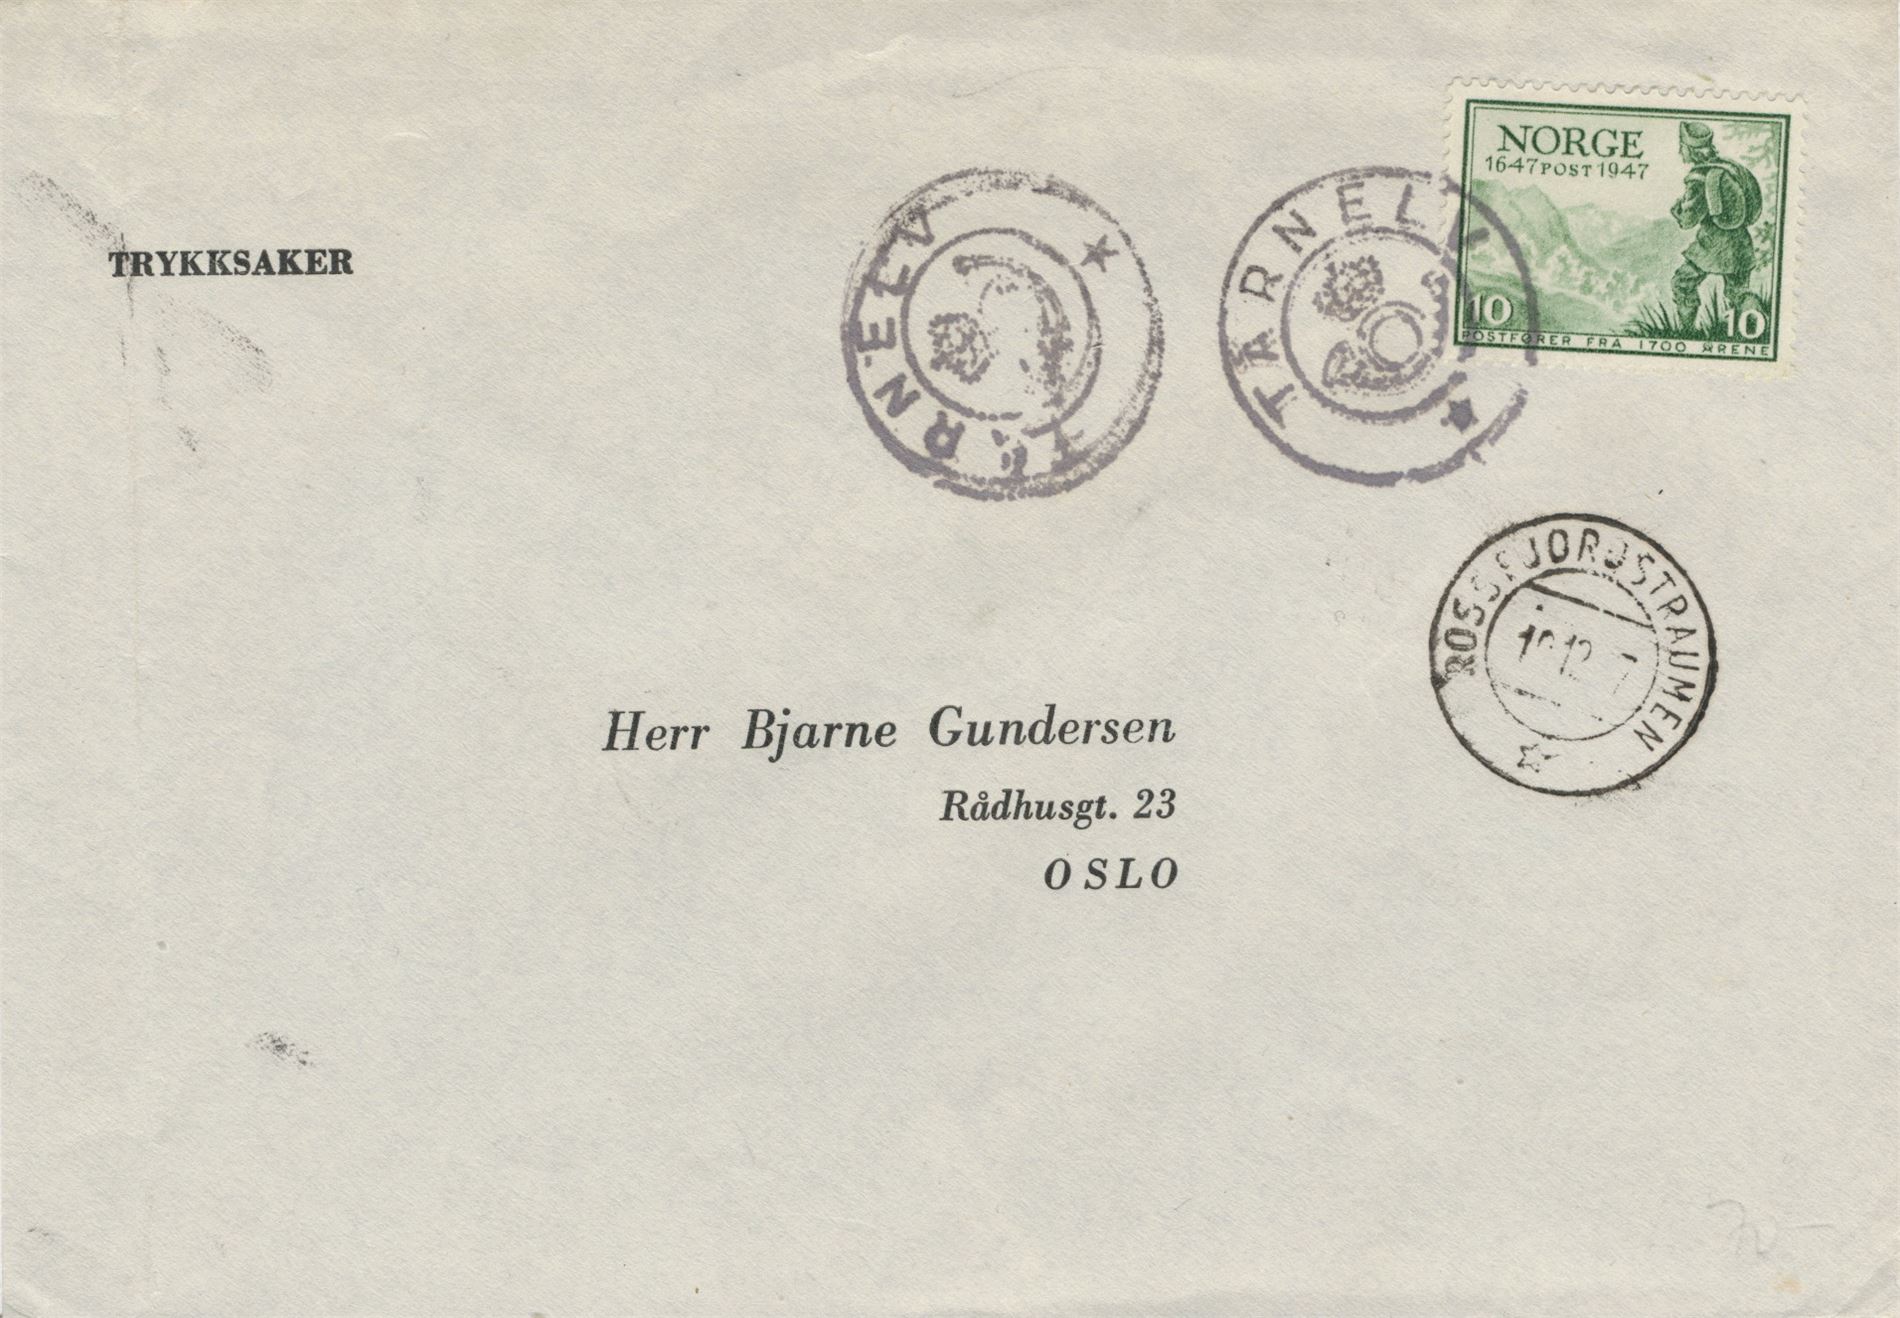 NORGE
1647 POST 1947
10 10
POSTFØRER FRA 1700 ÅRENE
TÅRNELV
TÅRNELV
TRYKKSAKER
ROSSFJORDSTRAUMEN
Herr Bjarne Gundersen
Rådhusgt. 23
OSLO